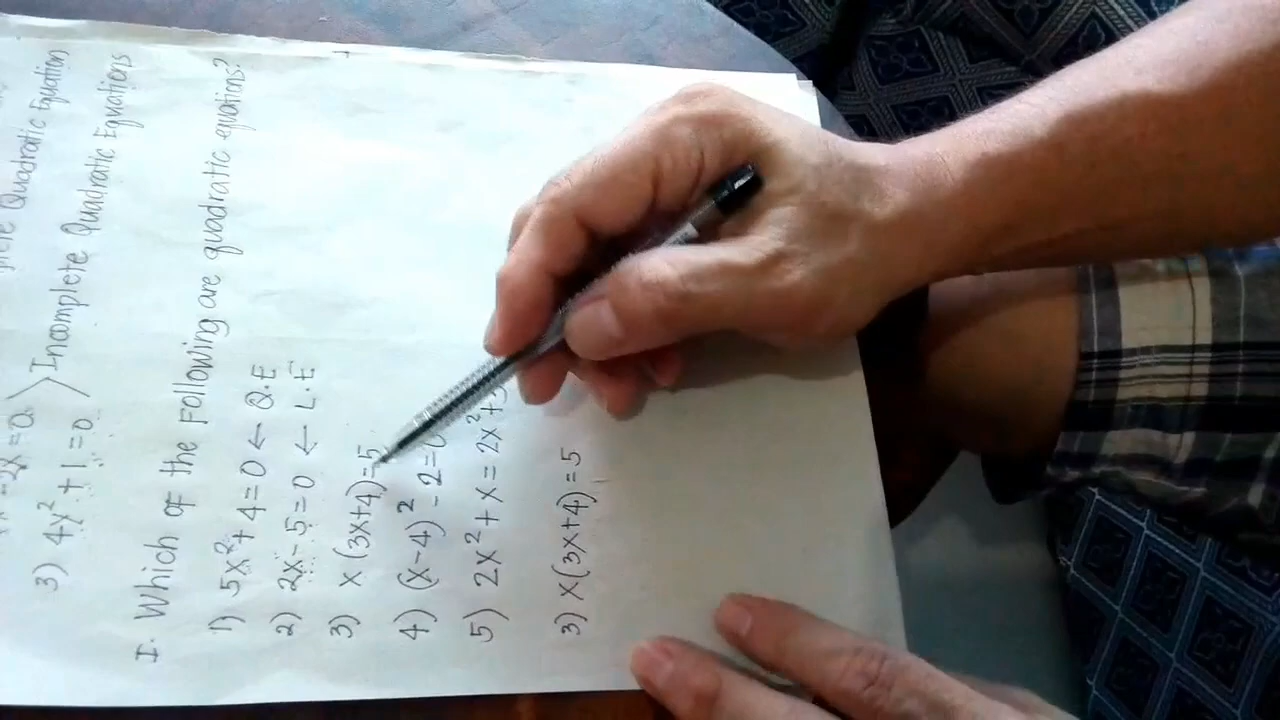 Quadratic Equation
= 0
3) 4y² + 1 = 0 > Incomplete Quadratic Equations
I. Which of the Following are quadratic equations?
1) 5x² + 4 = 0 ← Q.E
2) 2x - 5 = 0 ← L.E
3) x (3x+4) = 5
4) (x-4)² - 2 =
5) 2x² + x = 2x² +
3) x (3x+4) = 5